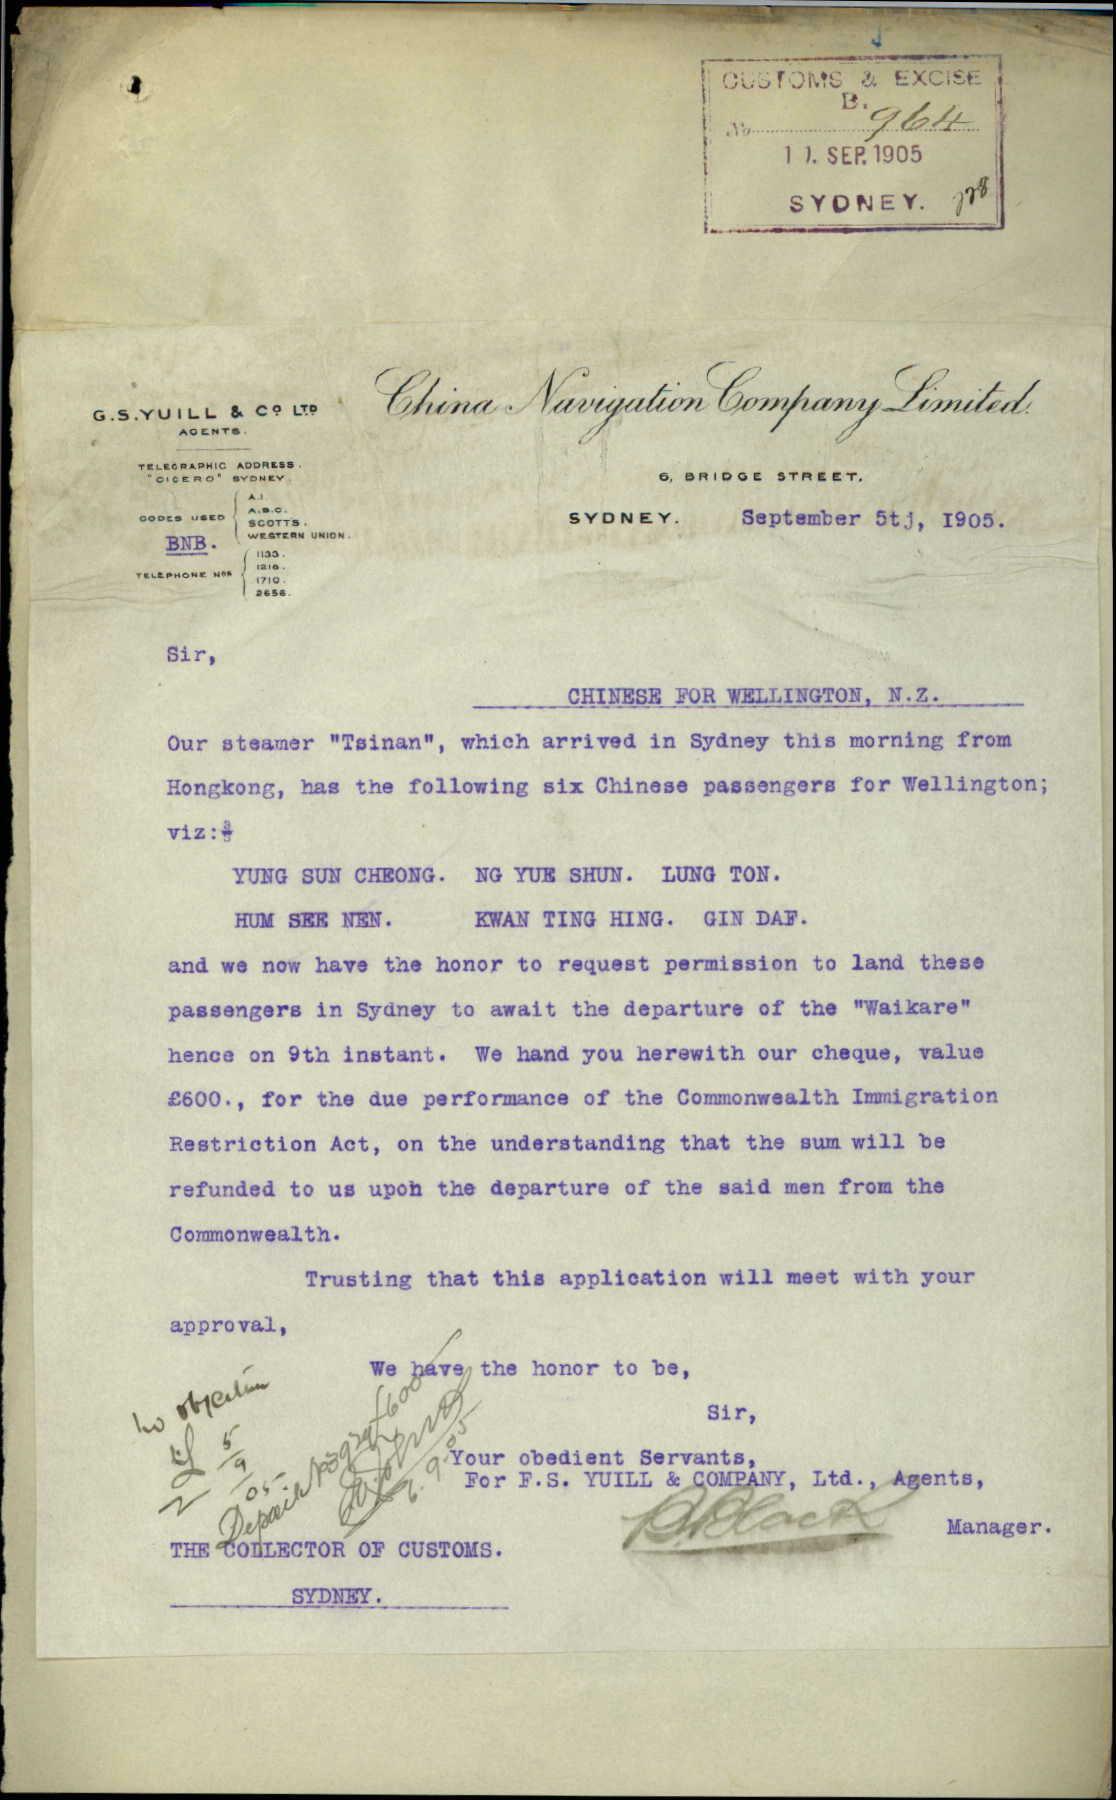 CUSTOMS & EXCISE
B.
No 964
11. SEP. 1905
SYDNEY.
G.S. YUILL & Co LTD
AGENTS.
TELEGRAPHIC ADDRESS.
"CICERO" SYDNEY.
CODES USED
A.I.
A.B.C.
SCOTTS.
WESTERN UNION.
BNB.
TELEPHONE Nos
1133.
1218.
1710.
2656.
China Navigation Company Limited.
6, BRIDGE STREET.
SYDNEY. September 5tj, 1905.
Sir,
CHINESE FOR WELLINGTON, N.Z.
Our steamer "Tsinan", which arrived in Sydney this morning from
Hongkong, has the following six Chinese passengers for Wellington;
viz:
YUNG SUN CHEONG. NG YUE SHUN. LUNG TON.
HUM SEE NEN. KWAN TING HING. GIN DAF.
and we now have the honor to request permission to land these
passengers in Sydney to await the departure of the "Waikare"
hence on 9th instant. We hand you herewith our cheque, value
£600., for the due performance of the Commonwealth Immigration
Restriction Act, on the understanding that the sum will be
refunded to us upon the departure of the said men from the
Commonwealth.
Trusting that this application will meet with your
approval,
We have the honor to be,
Sir,
Your obedient Servants,
For F.S. YUILL & COMPANY, Ltd., Agents,
Manager.
No objection
5/9/05
£600
6.9.05
THE COLLECTOR OF CUSTOMS.
SYDNEY.